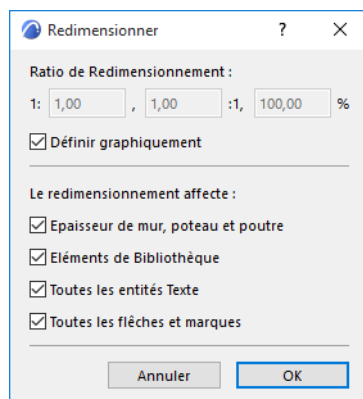 Redimensionner ?
Ratio de Redimensionnement :
1: 1,00 , 1,00 :1, 100,00 %
Définir graphiquement
Le redimensionnement affecte :
Epaisseur de mur, poteau et poutre
Eléments de Bibliothèque
Toutes les entités Texte
Toutes les flêches et marques
Annuler OK